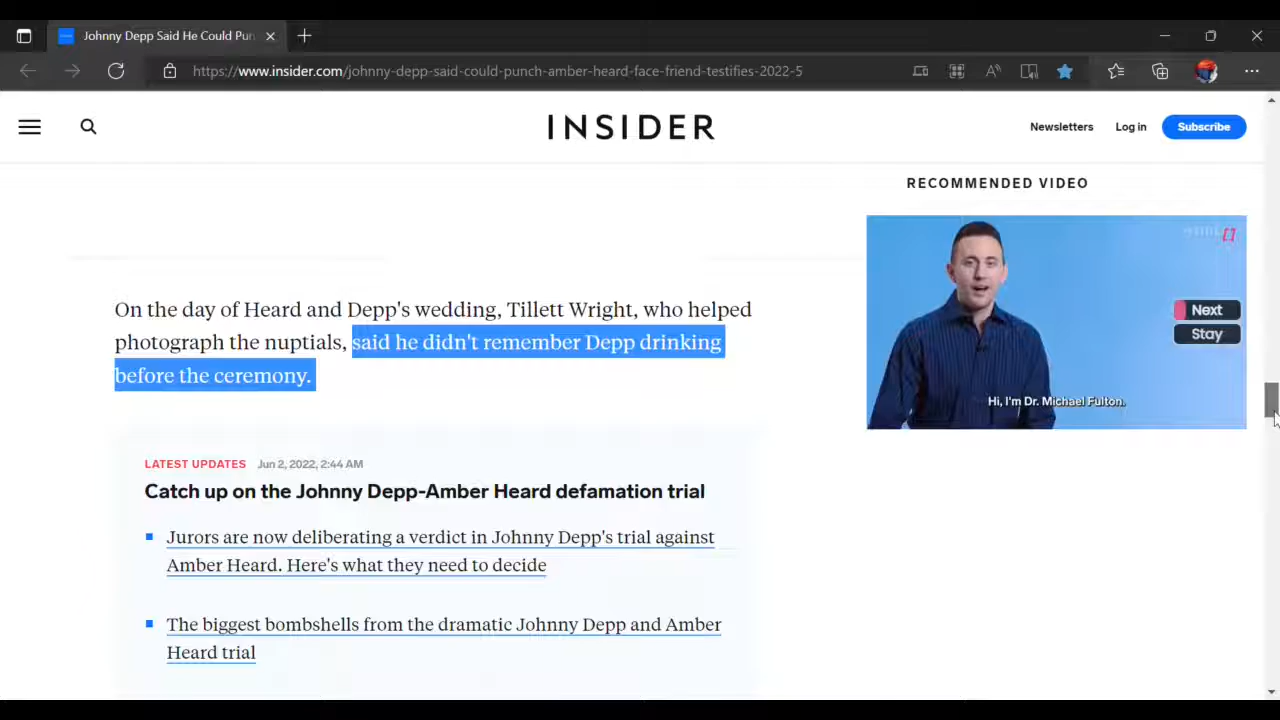 Johnny Depp Said He Could Pun
https://www.insider.com/johnny-depp-said-could-punch-amber-heard-face-friend-testifies-2022-5
INSIDER
Newsletters
Log in
Subscribe
RECOMMENDED VIDEO
Next
Stay
Hi, I'm Dr. Michael Fulton.
On the day of Heard and Depp's wedding, Tillett Wright, who helped
photograph the nuptials, said he didn't remember Depp drinking
before the ceremony.
LATEST UPDATES Jun 2, 2022, 2:44 AM
Catch up on the Johnny Depp-Amber Heard defamation trial
Jurors are now deliberating a verdict in Johnny Depp's trial against
Amber Heard. Here's what they need to decide
The biggest bombshells from the dramatic Johnny Depp and Amber
Heard trial